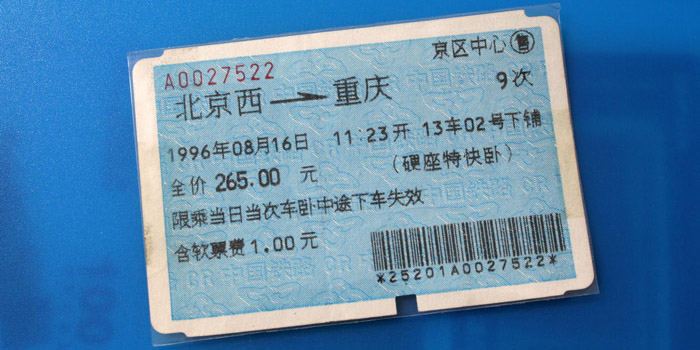 京区中心 售
A0027522
北京西 → 重庆 9次
1996年08月16日 11:23开 13车02号下铺
全价 265.00 元 (硬座特快卧)
限乘当日当次车卧中途下车失效
含软票费1.00元
*25201A0027522*